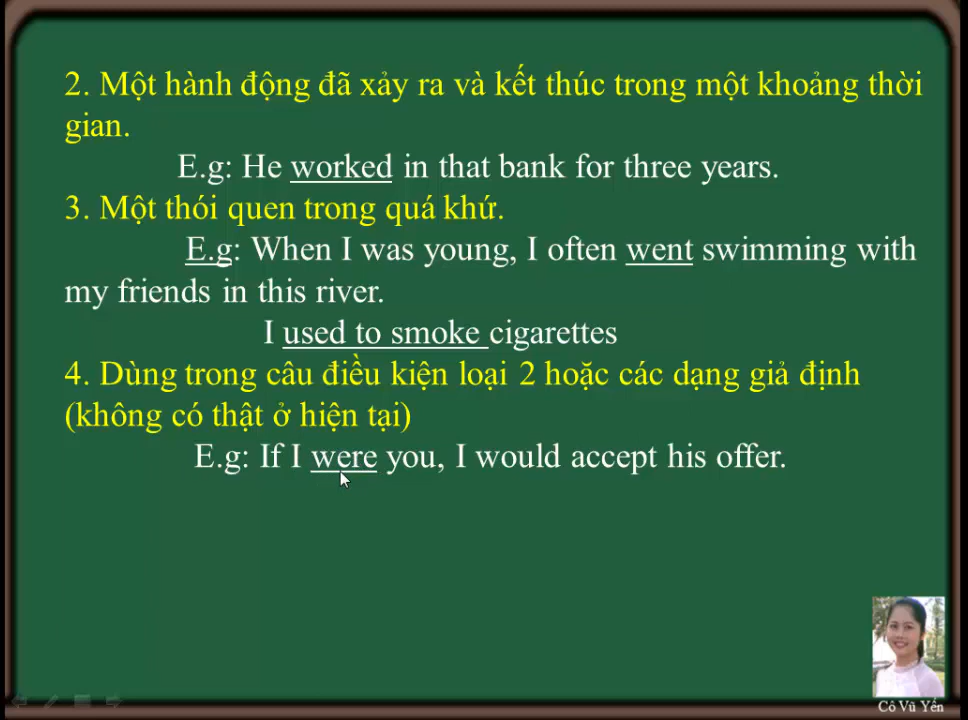 2. Một hành động đã xảy ra và kết thúc trong một khoảng thời
gian.
E.g: He worked in that bank for three years.
3. Một thói quen trong quá khứ.
E.g: When I was young, I often went swimming with
my friends in this river.
I used to smoke cigarettes
4. Dùng trong câu điều kiện loại 2 hoặc các dạng giả định
(không có thật ở hiện tại)
E.g: If I were you, I would accept his offer.
Cô Vũ Yến